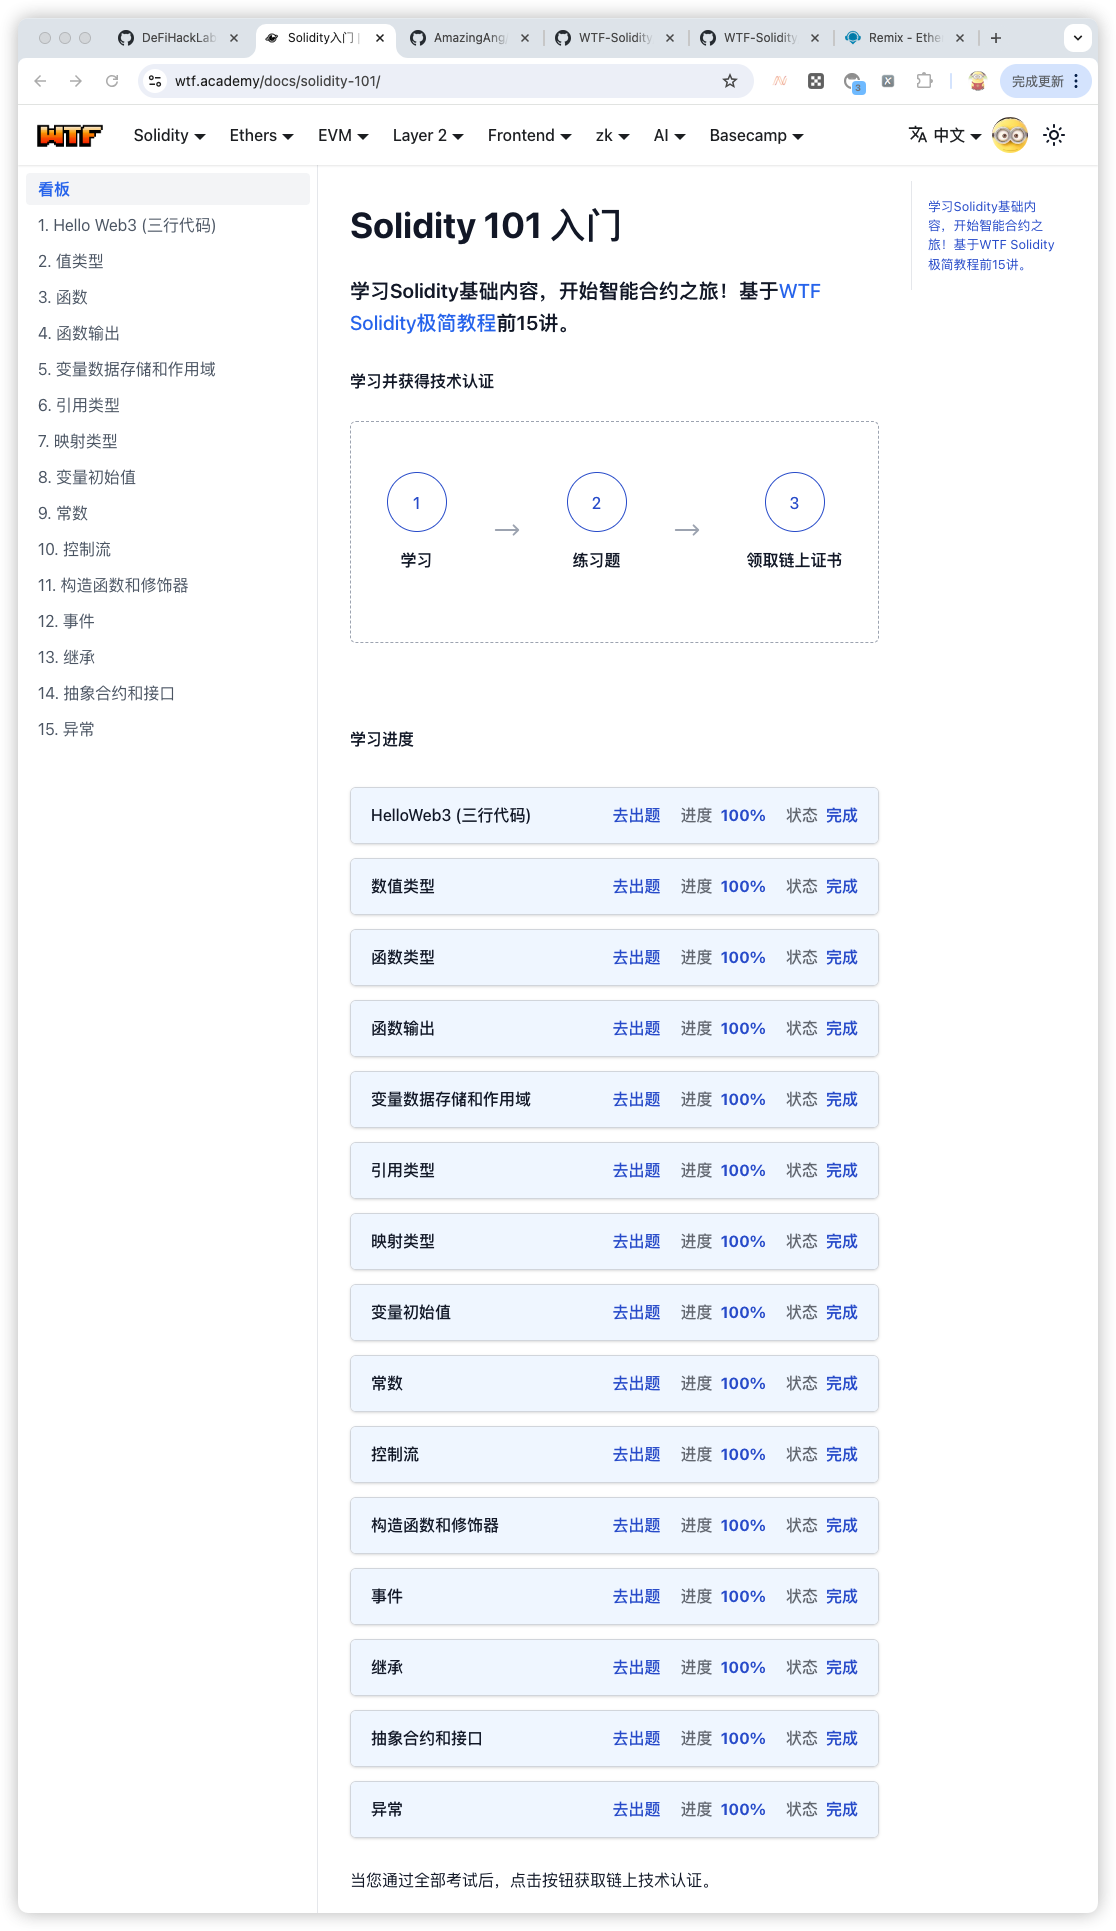 DeFiHackLab
Solidity入门 |
AmazingAng/
WTF-Solidity
WTF-Solidity
Remix - Ethe
wtf.academy/docs/solidity-101/
3
完成更新
WTF
Solidity
Ethers
EVM
Layer 2
Frontend
zk
AI
Basecamp
中文
看板
1. Hello Web3 (三行代码)
2. 值类型
3. 函数
4. 函数输出
5. 变量数据存储和作用域
6. 引用类型
7. 映射类型
8. 变量初始值
9. 常数
10. 控制流
11. 构造函数和修饰器
12. 事件
13. 继承
14. 抽象合约和接口
15. 异常
Solidity 101 入门
学习Solidity基础内容，开始智能合约之旅！基于WTF
Solidity极简教程前15讲。
学习并获得技术认证
1
学习
2
练习题
3
领取链上证书
学习进度
HelloWeb3 (三行代码) 去出题 进度 100% 状态 完成
数值类型 去出题 进度 100% 状态 完成
函数类型 去出题 进度 100% 状态 完成
函数输出 去出题 进度 100% 状态 完成
变量数据存储和作用域 去出题 进度 100% 状态 完成
引用类型 去出题 进度 100% 状态 完成
映射类型 去出题 进度 100% 状态 完成
变量初始值 去出题 进度 100% 状态 完成
常数 去出题 进度 100% 状态 完成
控制流 去出题 进度 100% 状态 完成
构造函数和修饰器 去出题 进度 100% 状态 完成
事件 去出题 进度 100% 状态 完成
继承 去出题 进度 100% 状态 完成
抽象合约和接口 去出题 进度 100% 状态 完成
异常 去出题 进度 100% 状态 完成
当您通过全部考试后，点击按钮获取链上技术认证。
学习Solidity基础内
容，开始智能合约之
旅！基于WTF Solidity
极简教程前15讲。